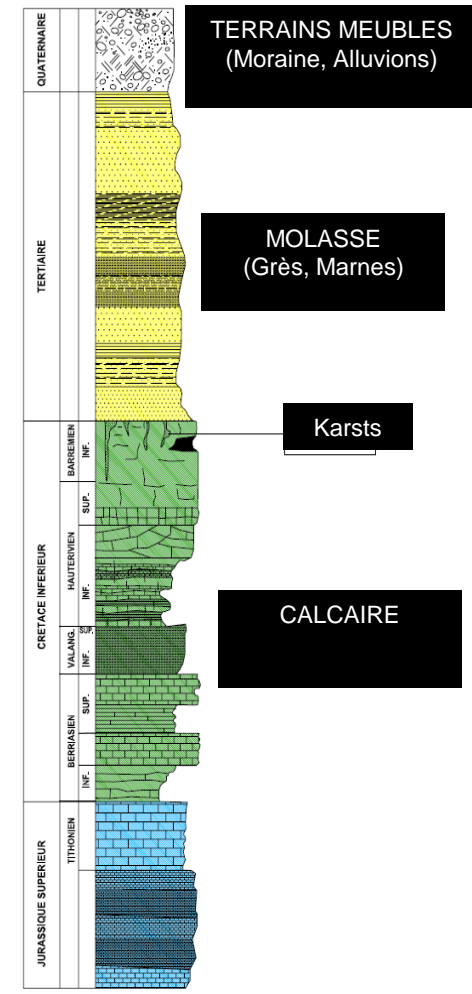 QUATERNAIRE
TERRAINS MEUBLES
(Moraine, Alluvions)
TERTIAIRE
MOLASSE
(Grès, Marnes)
Karsts
CRETACE INFERIEUR
BARREMIEN
INF.
HAUTERIVIEN
SUP.
INF.
VALANG.
SUP.
INF.
BERRIASIEN
SUP.
INF.
CALCAIRE
JURASSIQUE SUPERIEUR
TITHONIEN